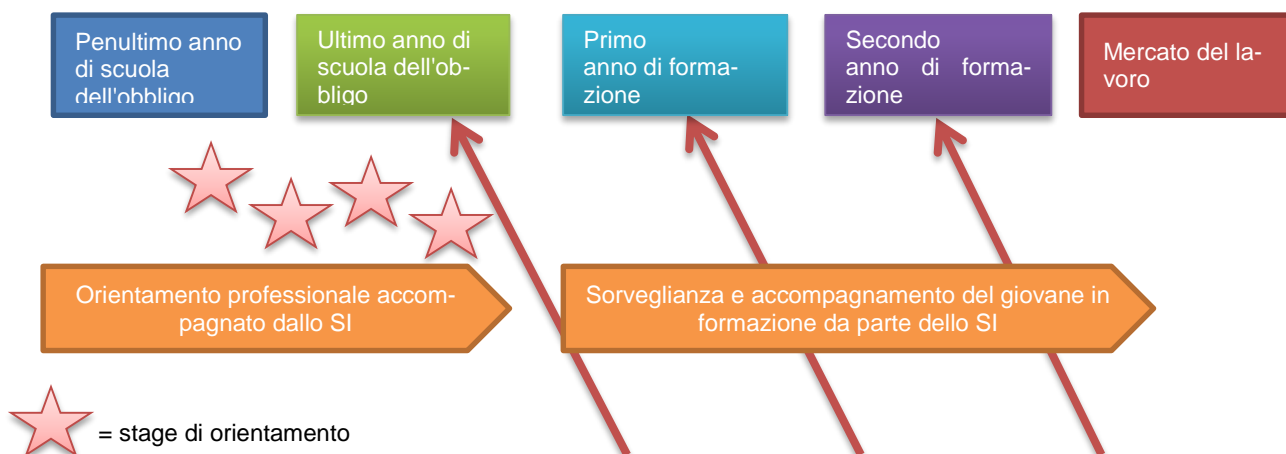 Penultimo anno
di scuola
dell'obbligo
Ultimo anno di
scuola dell'ob-
bligo
Primo
anno di forma-
zione
Secondo
anno di forma-
zione
Mercato del la-
voro
Orientamento professionale accom-
pagnato dallo SI
Sorveglianza e accompagnamento del giovane in
formazione da parte dello SI
= stage di orientamento